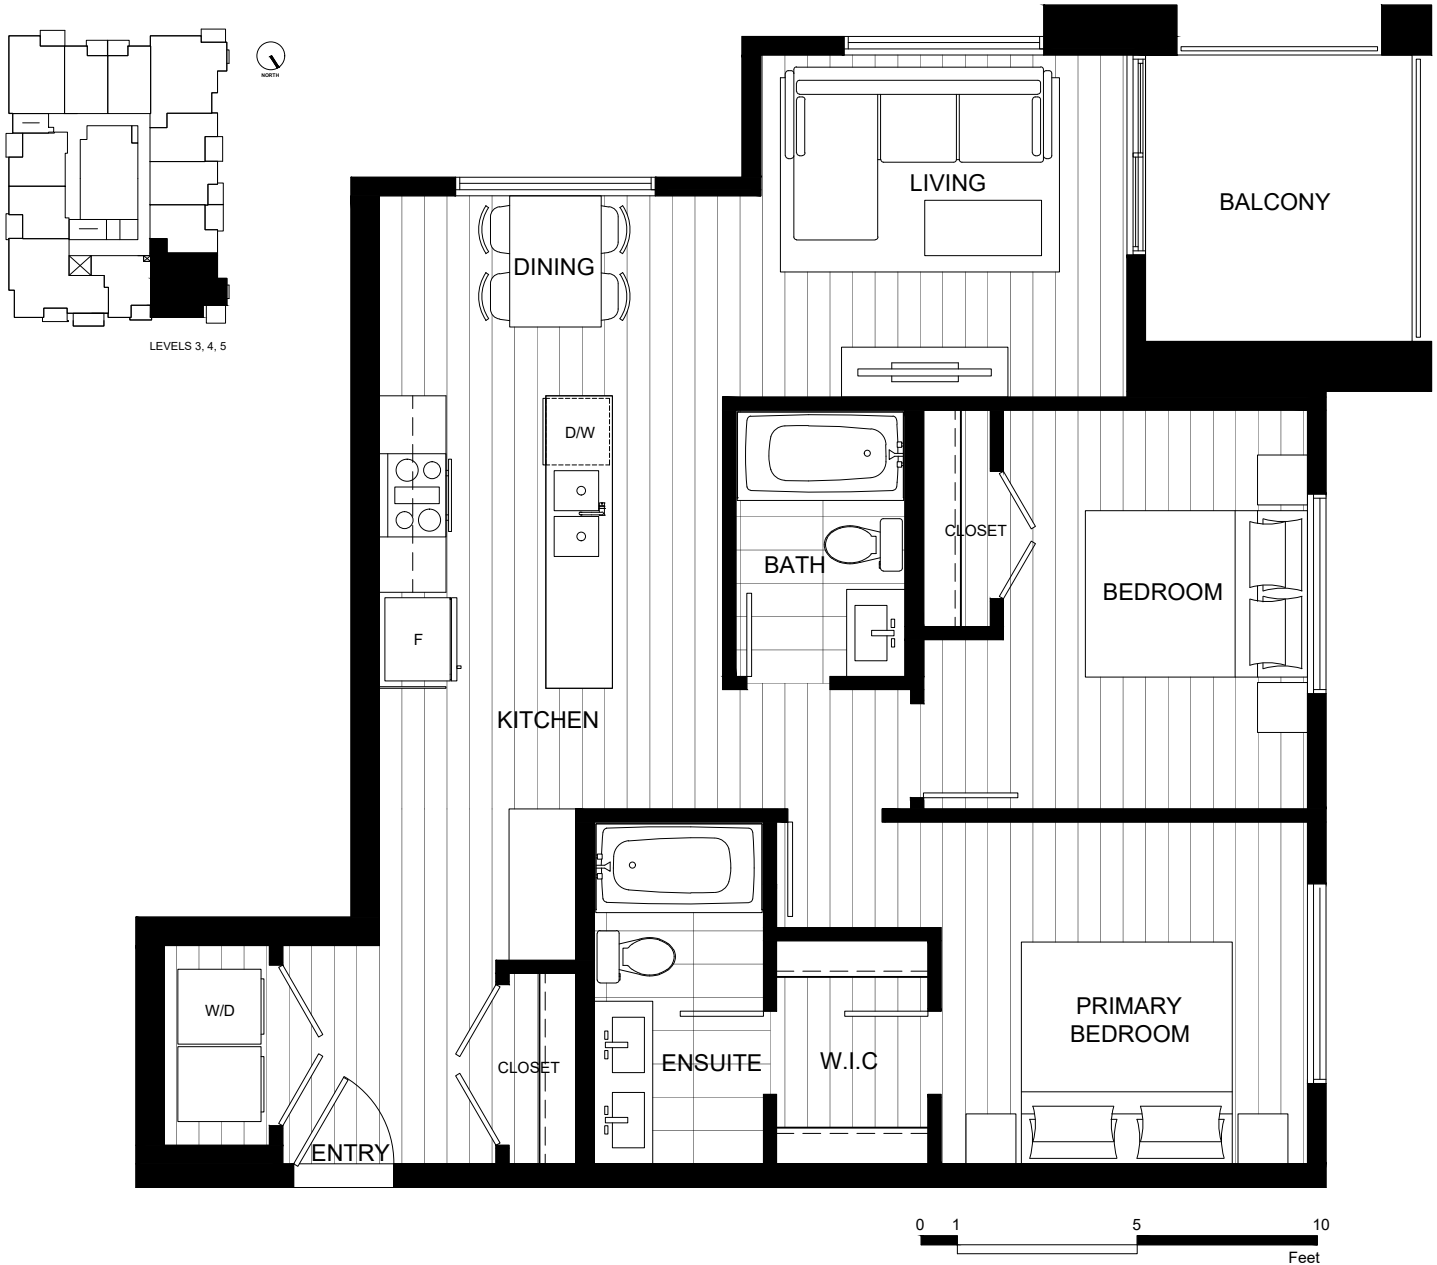 NORTH
LEVELS 3, 4, 5
LIVING
BALCONY
DINING
D/W
CLOSET
BATH
BEDROOM
F
KITCHEN
W/D
PRIMARY
BEDROOM
CLOSET
ENSUITE
W.I.C
ENTRY
0 1 5 10
Feet